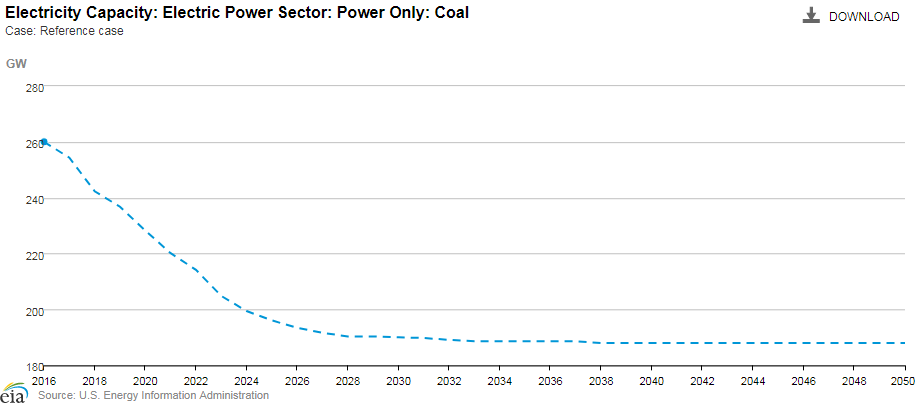 Electricity Capacity: Electric Power Sector: Power Only: Coal
DOWNLOAD
Case: Reference case
GW
280
260
240
220
200
180
2016 2018 2020 2022 2024 2026 2028 2030 2032 2034 2036 2038 2040 2042 2044 2046 2048 2050
eia Source: U.S. Energy Information Administration